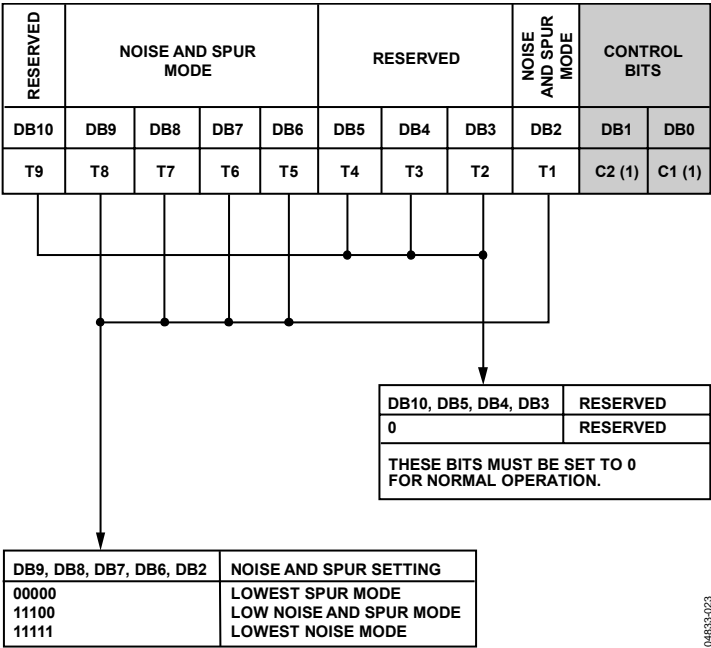 RESERVED
NOISE AND SPUR
MODE
RESERVED
NOISE
AND SPUR
MODE
CONTROL
BITS
DB10 DB9 DB8 DB7 DB6 DB5 DB4 DB3 DB2 DB1 DB0
T9 T8 T7 T6 T5 T4 T3 T2 T1 C2 (1) C1 (1)
DB10, DB5, DB4, DB3 RESERVED
0 RESERVED
THESE BITS MUST BE SET TO 0
FOR NORMAL OPERATION.
DB9, DB8, DB7, DB6, DB2 NOISE AND SPUR SETTING
00000 LOWEST SPUR MODE
11100 LOW NOISE AND SPUR MODE
11111 LOWEST NOISE MODE
04833-023